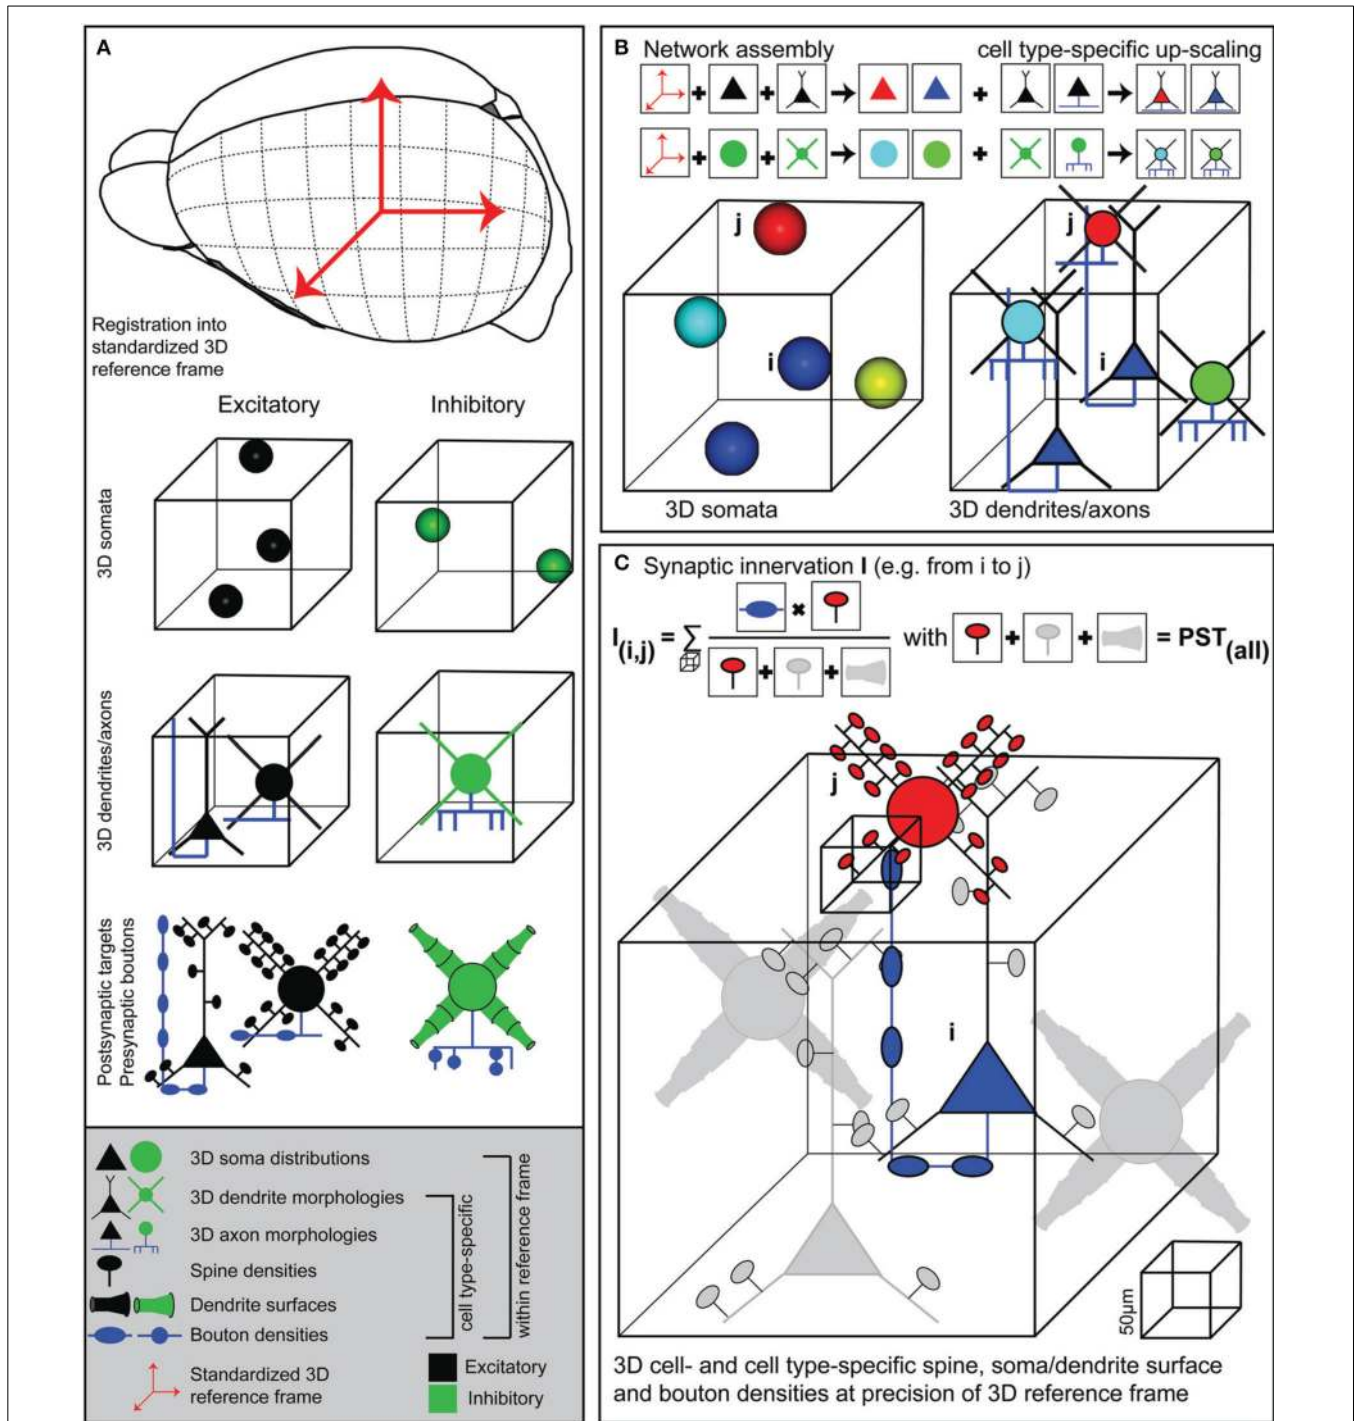 A
Registration into
standardized 3D
reference frame
Excitatory
Inhibitory
3D somata
3D dendrites/axons
Postsynaptic targets
Presynaptic boutons
3D soma distributions
3D dendrite morphologies
3D axon morphologies
Spine densities
Dendrite surfaces
Bouton densities
cell type-specific
within reference frame
Standardized 3D
reference frame
Excitatory
Inhibitory
B Network assembly
cell type-specific up-scaling
+ + → + →
+ + → + →
j
i
3D somata
j
i
3D dendrites/axons
C Synaptic innervation I (e.g. from i to j)
×
I(i,j) = ∑ with + + = PST(all)
+ +
j
i
50μm
3D cell- and cell type-specific spine, soma/dendrite surface
and bouton densities at precision of 3D reference frame